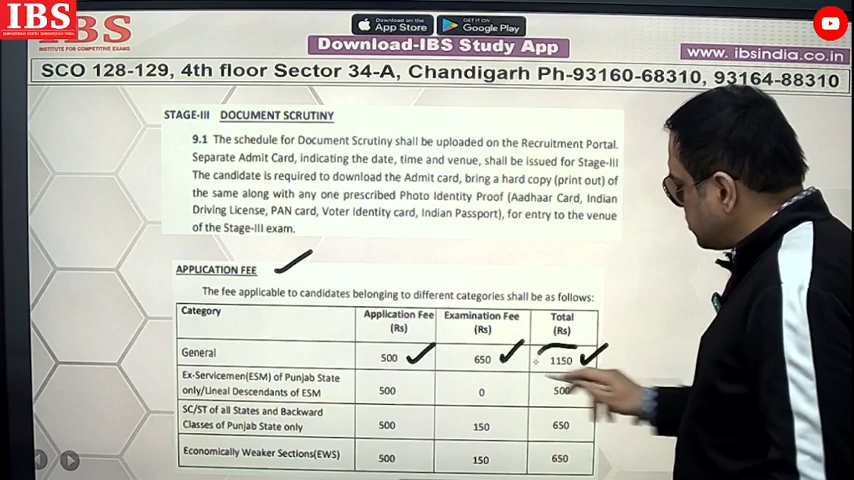 IBS
INSTITUTE FOR COMPETITIVE EXAMS
Download on the
App Store
GET IT ON
Google Play
Download-IBS Study App
www. ibsindia.co.in
SCO 128-129, 4th floor Sector 34-A, Chandigarh Ph-93160-68310, 93164-88310
STAGE-III DOCUMENT SCRUTINY
9.1 The schedule for Document Scrutiny shall be uploaded on the Recruitment Portal.
Separate Admit Card, indicating the date, time and venue, shall be issued for Stage-III
The candidate is required to download the Admit card, bring a hard copy (print out) of
the same along with any one prescribed Photo Identity Proof (Aadhaar Card, Indian
Driving License, PAN card, Voter Identity card, Indian Passport), for entry to the venue
of the Stage-III exam.
APPLICATION FEE
The fee applicable to candidates belonging to different categories shall be as follows:
Category Application Fee (Rs) Examination Fee (Rs) Total (Rs)
General 500 650 1150
Ex-Servicemen(ESM) of Punjab State
only/Lineal Descendants of ESM 500 0 500
SC/ST of all States and Backward
Classes of Punjab State only 500 150 650
Economically Weaker Sections(EWS) 500 150 650